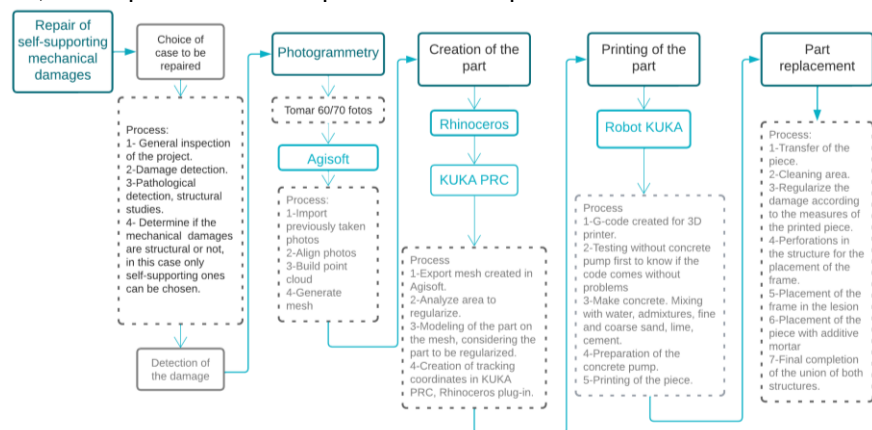 Repair of
self-supporting
mechanical
damages
Choice of
case to be
repaired
Process:
1- General inspection
of the project.
2-Damage detection.
3-Pathological
detection, structural
studies.
4- Determine if the
mechanical damages
are structural or not,
in this case only
self-supporting ones
can be chosen.
Detection of
the damage
Photogrammetry
Tomar 60/70 fotos
Agisoft
Process:
1-Import
previously taken
photos
2-Align photos
3-Build point
cloud
4-Generate
mesh
Creation of the
part
Rhinoceros
KUKA PRC
Process
1-Export mesh created in
Agisoft.
2-Analyze area to
regularize.
3-Modeling of the part on
the mesh, considering the
part to be regularized.
4-Creation of tracking
coordinates in KUKA
PRC, Rhinoceros plug-in.
Printing of the
part
Robot KUKA
Process
1-G-code created for 3D
printer.
2-Testing without concrete
pump first to know if the
code comes without
problems
3-Make concrete. Mixing
with water, admixtures, fine
and coarse sand, lime,
cement.
4-Preparation of the
concrete pump.
5-Printing of the piece.
Part
replacement
Process:
1-Transfer of the
piece.
2-Cleaning area.
3-Regularize the
damage according to
the measures of the
printed piece.
4-Perforations in
the structure for the
placement of the
frame.
5-Placement of the
frame in the lesion
6-Placement of the
piece with additive
mortar
7-Final completion
of the union of both
structures.